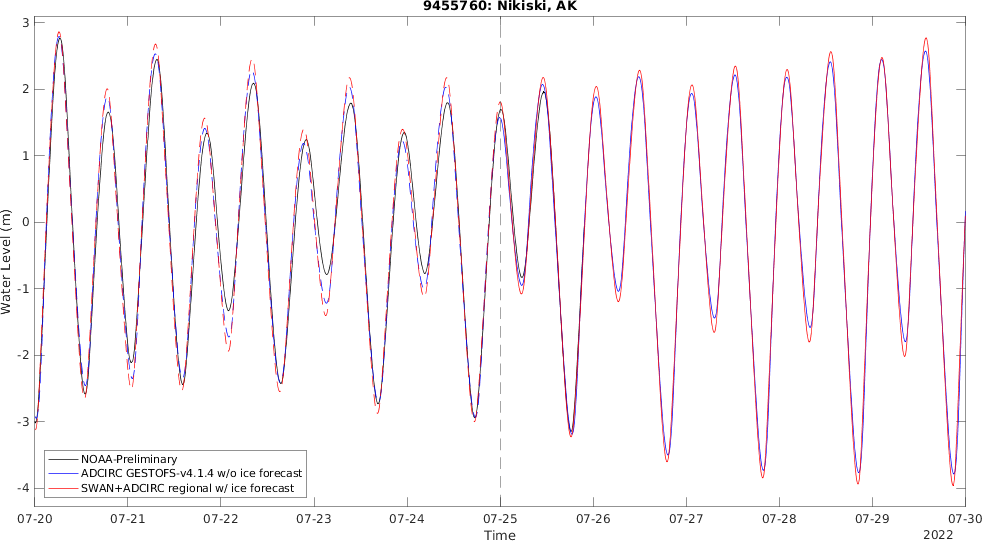 9455760: Nikiski, AK
3
2
1
0
-1
-2
-3
-4
Water Level (m)
NOAA-Preliminary
ADCIRC GESTOFS-v4.1.4 w/o ice forecast
SWAN+ADCIRC regional w/ ice forecast
07-20 07-21 07-22 07-23 07-24 07-25 07-26 07-27 07-28 07-29 07-30
Time
2022